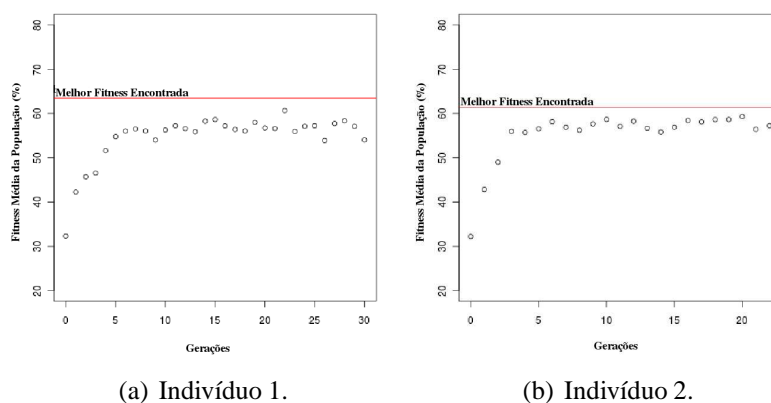 Fitness Média da População (%)
80
70
60
50
40
30
20
Melhor Fitness Encontrada
0 5 10 15 20 25 30
Gerações
(a) Indivíduo 1.
Fitness Média da População (%)
80
70
60
50
40
30
20
Melhor Fitness Encontrada
0 5 10 15 20
Gerações
(b) Indivíduo 2.